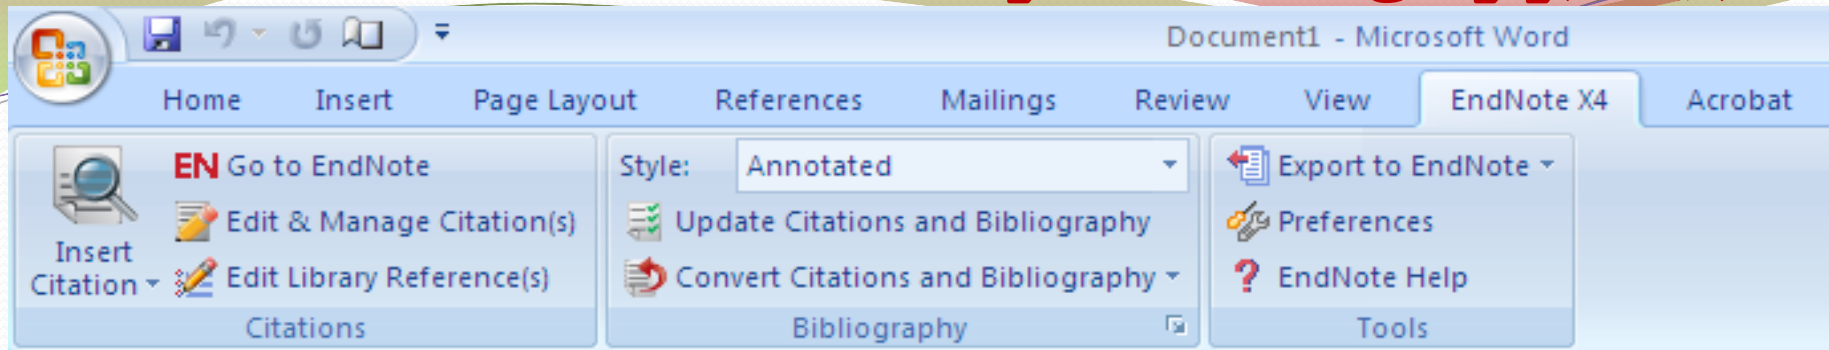 Document1 - Microsoft Word
Home Insert Page Layout References Mailings Review View EndNote X4 Acrobat
Insert Citation
EN Go to EndNote
Edit & Manage Citation(s)
Edit Library Reference(s)
Citations
Style: Annotated
Update Citations and Bibliography
Convert Citations and Bibliography
Bibliography
Export to EndNote
Preferences
? EndNote Help
Tools